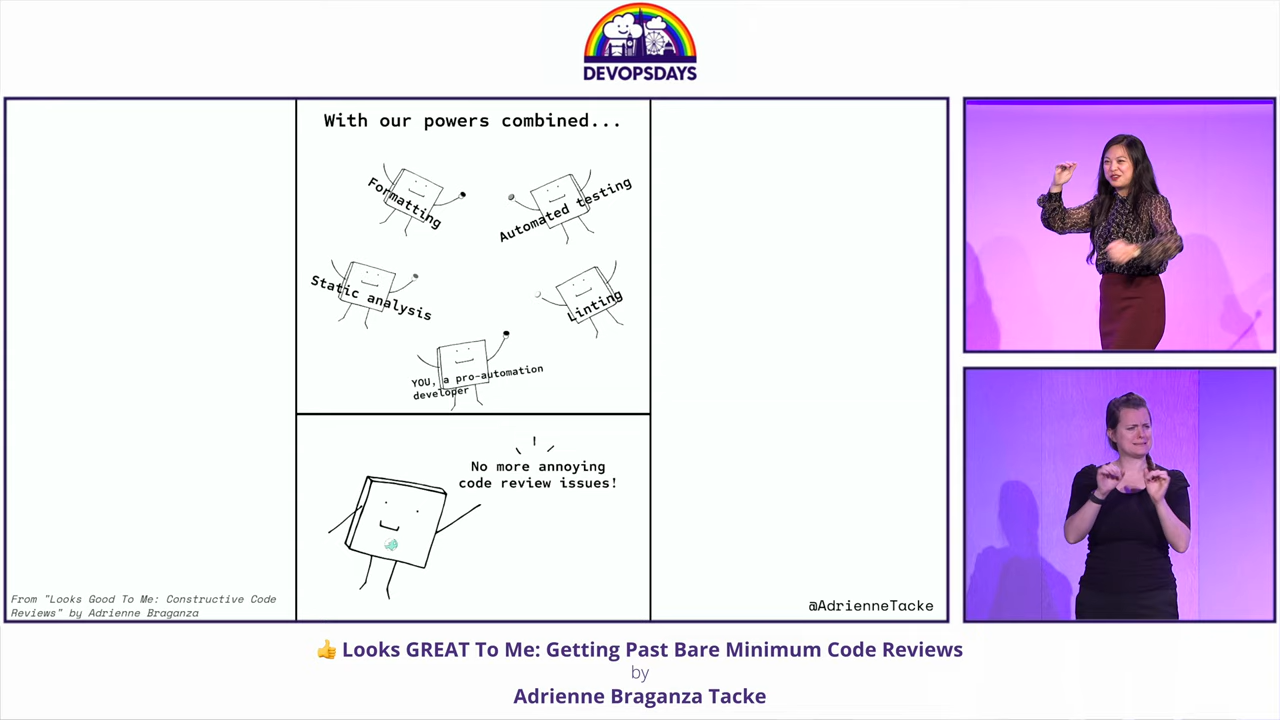 DEVOPSDAYS
With our powers combined...
Formatting
Automated testing
Static analysis
Linting
YOU, a pro-automation
developer
No more annoying
code review issues!
From "Looks Good To Me: Constructive Code
Reviews" by Adrienne Braganza
@AdrienneTacke
👍 Looks GREAT To Me: Getting Past Bare Minimum Code Reviews
by
Adrienne Braganza Tacke